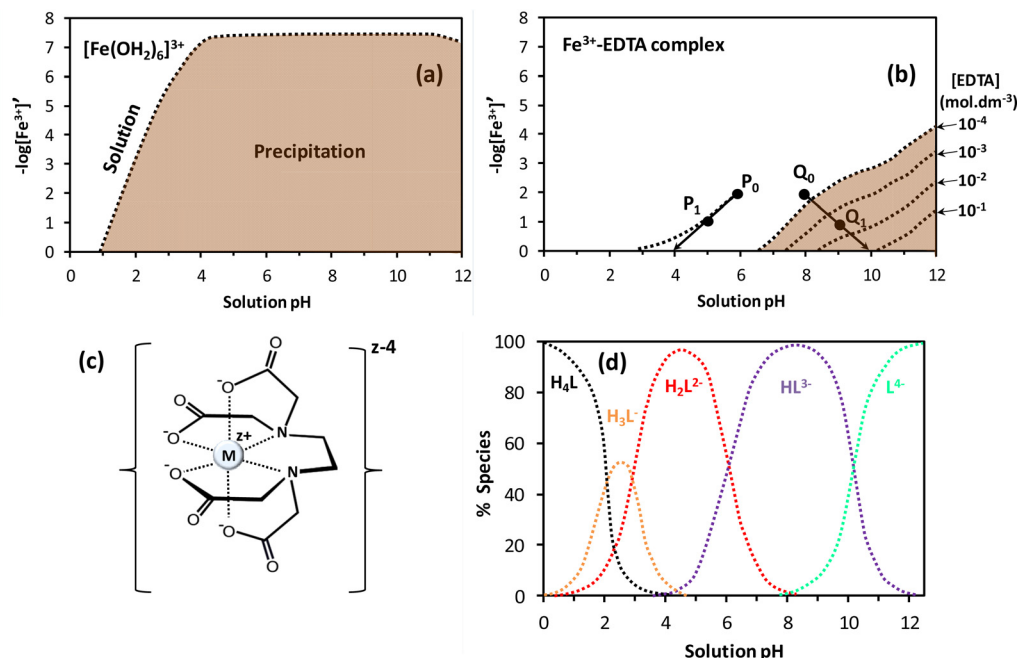 -8
-7
-6
-5
-4
-3
-2
-1
0
-log[Fe³⁺]′
[Fe(OH₂)₆]³⁺
(a)
Solution
Precipitation
0 2 4 6 8 10 12
Solution pH
-8
-7
-6
-5
-4
-3
-2
-1
0
-log[Fe³⁺]′
Fe³⁺-EDTA complex
(b)
[EDTA]
(mol.dm⁻³)
10⁻⁴
10⁻³
10⁻²
10⁻¹
P₀
P₁
Q₀
Q₁
0 2 4 6 8 10 12
Solution pH
(c)
z-4
O
O
-O
-O
z+
N
M
-O
N
O
-O
O
100
80
60
40
20
0
% Species
(d)
H₄L
H₃L⁻
H₂L²⁻
HL³⁻
L⁴⁻
0 2 4 6 8 10 12
Solution pH